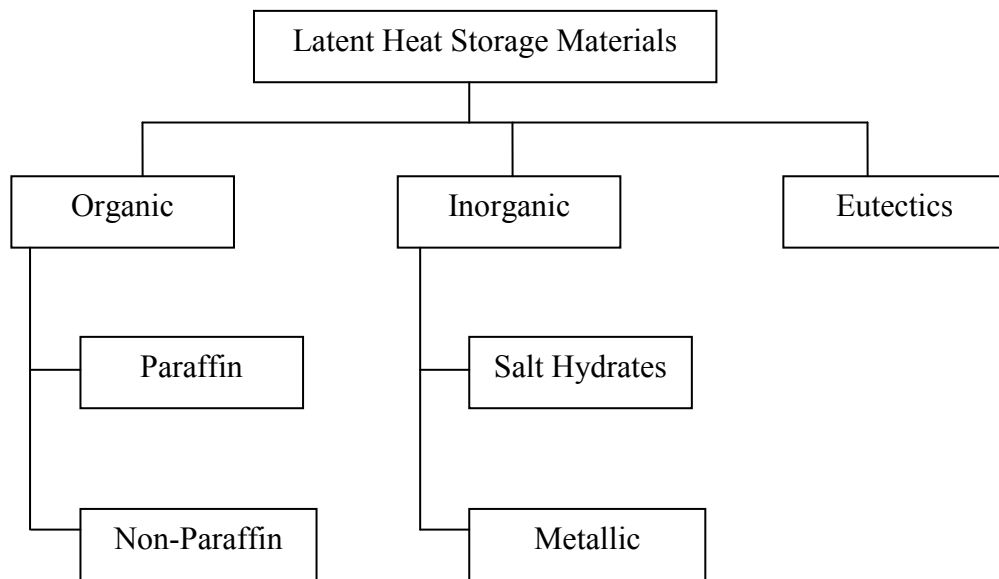 Latent Heat Storage Materials
Organic
Inorganic
Eutectics
Paraffin
Salt Hydrates
Non-Paraffin
Metallic